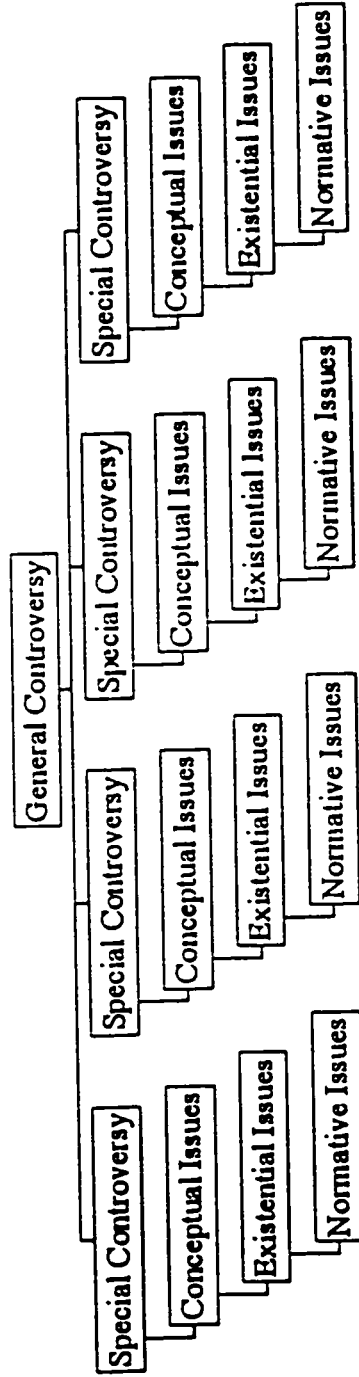 General Controversy
Special Controversy
Conceptual Issues
Existential Issues
Normative Issues
Special Controversy
Conceptual Issues
Existential Issues
Normative Issues
Special Controversy
Conceptual Issues
Existential Issues
Normative Issues
Special Controversy
Conceptual Issues
Existential Issues
Normative Issues